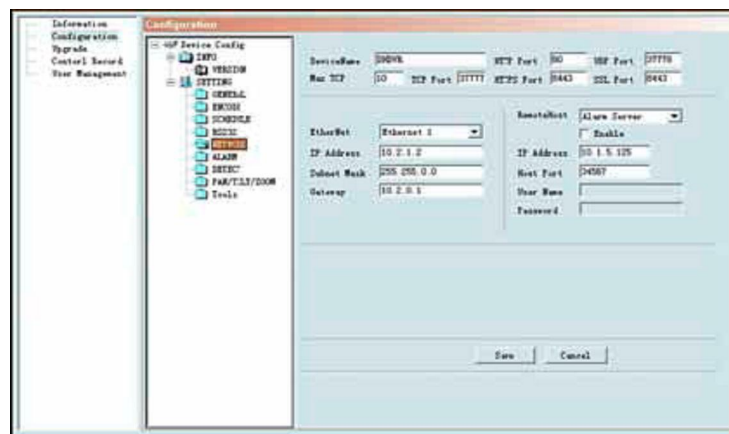 Information
Configuration
Upgrade
Contorl Record
User Management
Configuration
Device Config
INFO
VERSION
SETTING
GENERAL
ENCODE
SCHEDULE
RS232
NETWORK
ALARM
DETECT
PAN/TILT/ZOOM
Tools
DeviceName
HTTP Port 80 UDP Port 37778
Max TCP 10 TCP Port 37777 HTTPS Port 8443 SSL Port 8443
RemoteHost Alarm Server
EtherNet Ethernet 1 Enable
IP Address 10.2.1.2 IP Address 10.1.5.125
Subnet Mask 255.255.0.0 Host Port 34567
Gateway 10.2.0.1 User Name
Password
Save Cancel